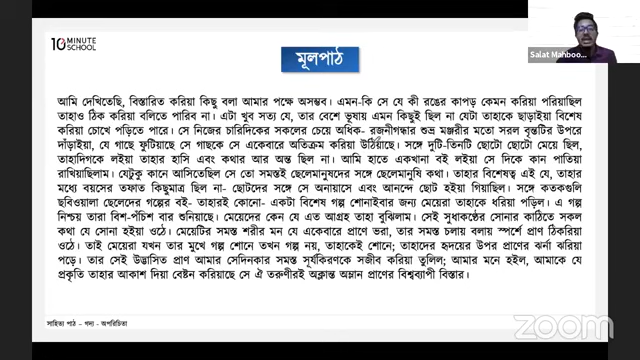 10 MINUTE
SCHOOL
মূলপাঠ
Salat Mahboo...
আমি দেখিতেছি, বিস্তারিত করিয়া কিছু বলা আমার পক্ষে অসম্ভব। এমন-কি সে যে কী রঙের কাপড় কেমন করিয়া পরিয়াছিল
তাহাও ঠিক করিয়া বলিতে পারিব না। এটা খুব সত্য যে, তার বেশে ভূষায় এমন কিছুই ছিল না যেটা তাহাকে ছাড়াইয়া বিশেষ
করিয়া চোখে পড়িতে পারে। সে নিজের চারিদিকের সকলের চেয়ে অধিক- রজনীগন্ধার শুভ্র মঞ্জরীর মতো সরল বৃন্তটির উপরে
দাঁড়াইয়া, যে গাছে ফুটিয়াছে সে গাছকে সে একেবারে অতিক্রম করিয়া উঠিয়াছে। সঙ্গে দুটি-তিনটি ছোটো ছোটো মেয়ে ছিল,
তাহাদিগকে লইয়া তাহার হাসি এবং কথার আর অন্ত ছিল না। আমি হাতে একখানা বই লইয়া সে দিকে কান পাতিয়া
রাখিয়াছিলাম। যেটুকু কানে আসিতেছিল সে তো সমস্তই ছেলেমানুষদের সঙ্গে ছেলেমানুষি কথা। তাহার বিশেষত্ব এই যে, তাহার
মধ্যে বয়সের তফাত কিছুমাত্র ছিল না- ছোটদের সঙ্গে সে অনায়াসে এবং আনন্দে ছোট হইয়া গিয়াছিল। সঙ্গে কতকগুলি
ছবিওয়ালা ছেলেদের গল্পের বই- তাহারই কোনো- একটা বিশেষ গল্প শোনাইবার জন্য মেয়েরা তাহাকে ধরিয়া পড়িল। এ গল্প
নিশ্চয় তারা বিশ-পঁচিশ বার শুনিয়াছে। মেয়েদের কেন যে এত আগ্রহ তাহা বুঝিলাম। সেই সুধাকণ্ঠের সোনার কাঠিতে সকল
কথা যে সোনা হইয়া ওঠে। মেয়েটির সমস্ত শরীর মন যে একেবারে প্রাণে ভরা, তার সমস্ত চলায় বলায় স্পর্শে প্রাণ ঠিকরিয়া
ওঠে। তাই মেয়েরা যখন তার মুখে গল্প শোনে তখন গল্প নয়, তাহাকেই শোনে; তাহাদের হৃদয়ের উপর প্রাণের ঝর্না ঝরিয়া
পড়ে। তার সেই উদ্ভাসিত প্রাণ আমার সেদিনকার সমস্ত সূর্যকিরণকে সজীব করিয়া তুলিল; আমার মনে হইল, আমাকে যে
প্রকৃতি তাহার আকাশ দিয়া বেষ্টন করিয়াছে সে ঐ তরুণীরই অক্লান্ত অম্লান প্রাণের বিশ্বব্যাপী বিস্তার।
সাহিত্য পাঠ – গদ্য - অপরিচিতা
zoom